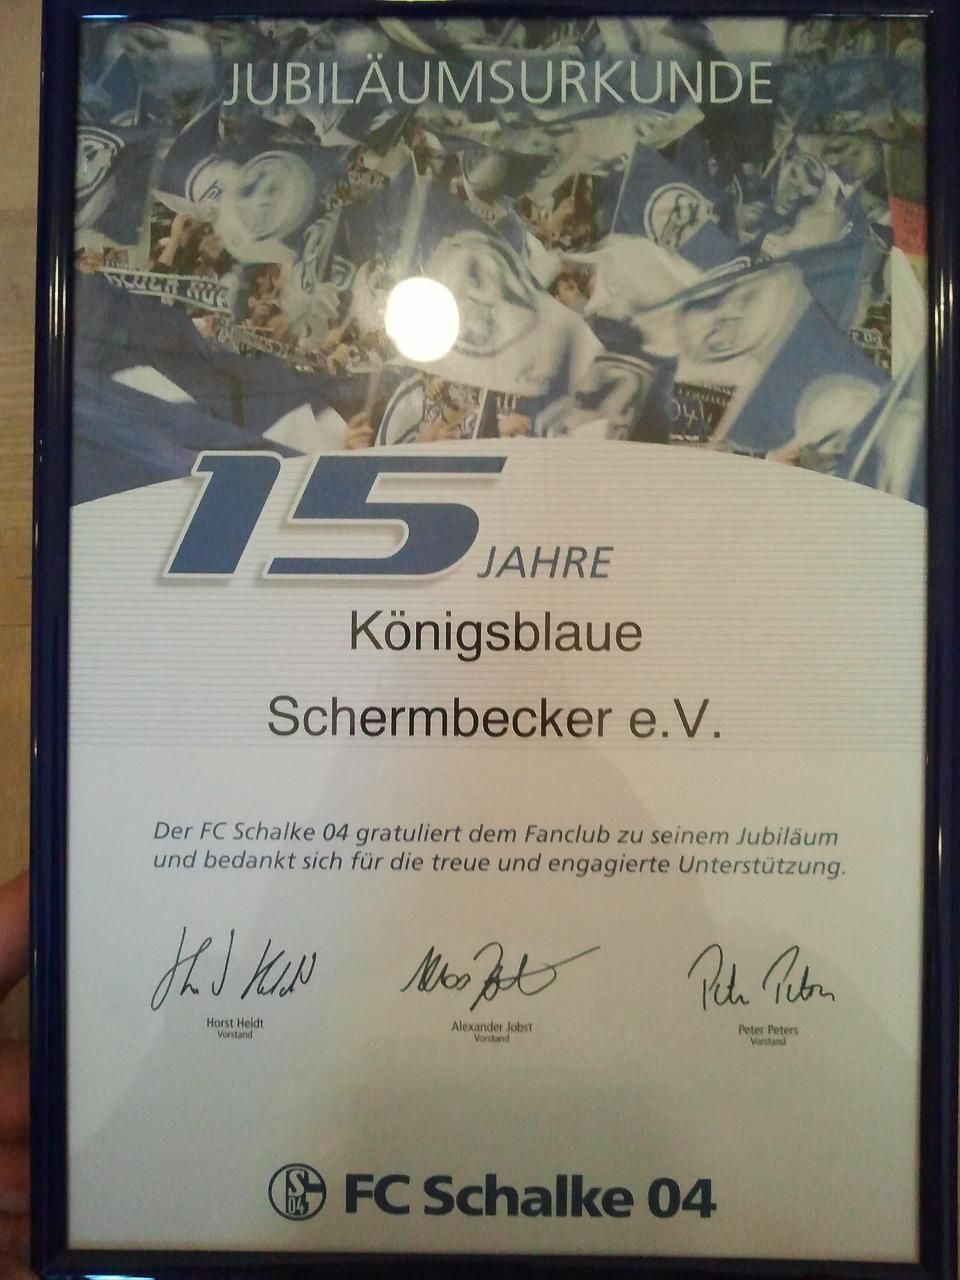 JUBILÄUMSURKUNDE
15 JAHRE
Königsblaue
Schermbecker e.V.
Der FC Schalke 04 gratuliert dem Fanclub zu seinem Jubiläum
und bedankt sich für die treue und engagierte Unterstützung.
Horst Heldt
Vorstand
Alexander Jobst
Vorstand
Peter Peters
Vorstand
S 04 FC Schalke 04